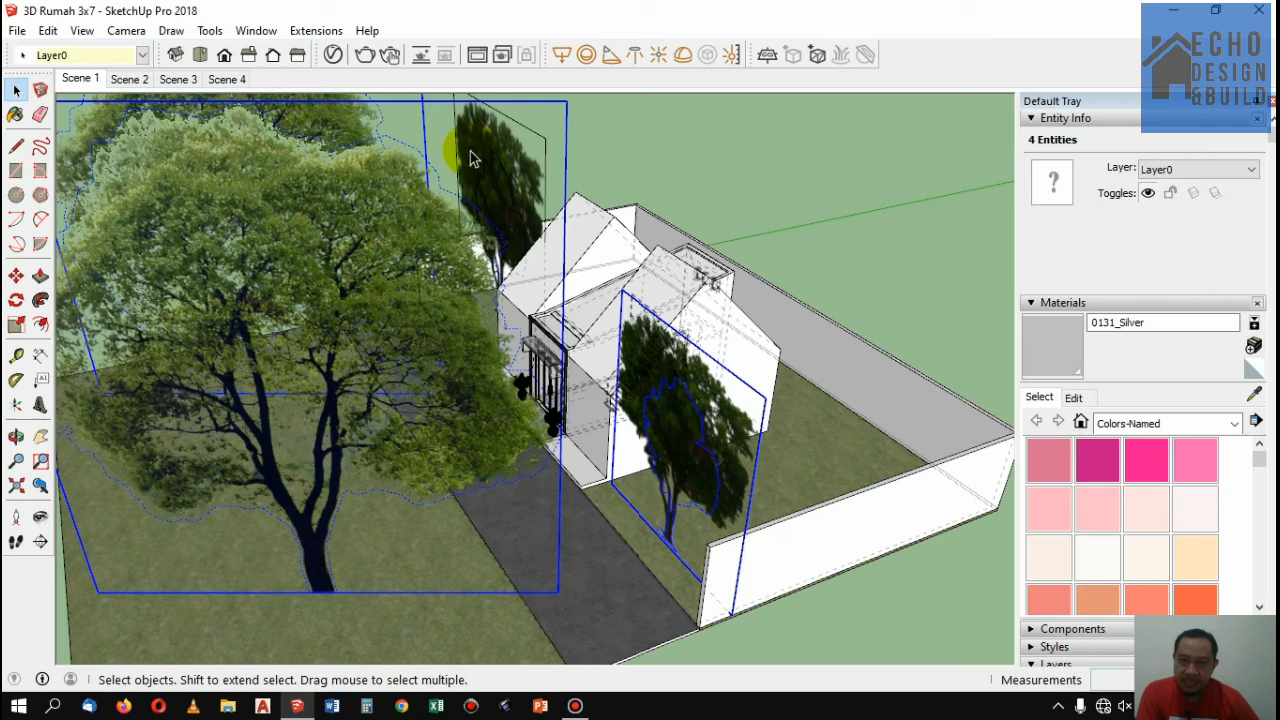 3D Rumah 3x7 - SketchUp Pro 2018
File Edit View Camera Draw Tools Window Extensions Help
Layer0
Scene 1 Scene 2 Scene 3 Scene 4
ECHO
DESIGN
&BUILD
Default Tray
Entity Info
4 Entities
?
Layer: Layer0
Toggles:
Materials
0131_Silver
Select Edit
Colors-Named
Components
Styles
Layers
Select objects. Shift to extend select. Drag mouse to select multiple.
Measurements